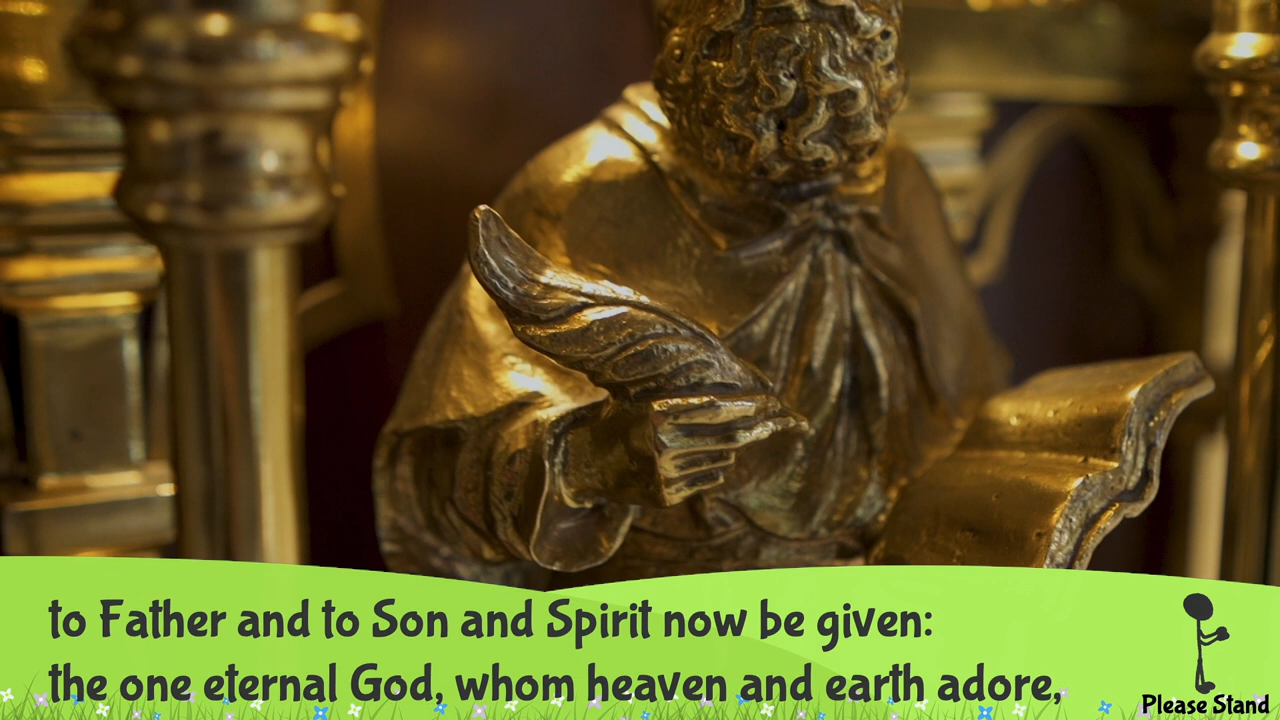 to Father and to Son and Spirit now be given:
the one eternal God, whom heaven and earth adore,
Please Stand